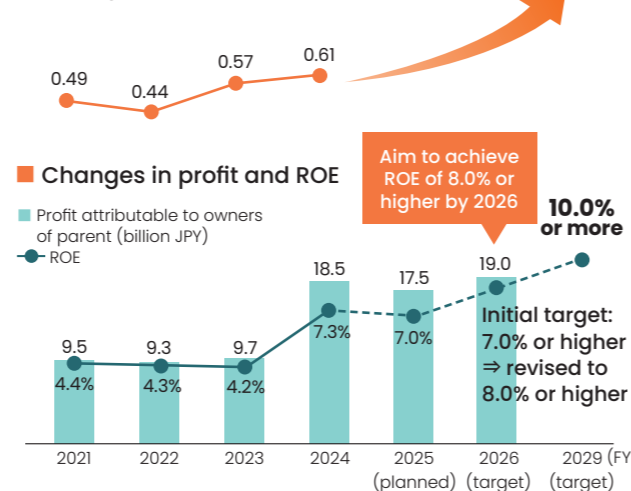 0.49
0.44
0.57
0.61
Changes in profit and ROE
Profit attributable to owners
of parent (billion JPY)
ROE
Aim to achieve
ROE of 8.0% or
higher by 2026
10.0%
or more
9.5
9.3
9.7
18.5
17.5
19.0
4.4%
4.3%
4.2%
7.3%
7.0%
Initial target:
7.0% or higher
⇒ revised to
8.0% or higher
2021
2022
2023
2024
2025
(planned)
2026
(target)
2029 (FY
(target)